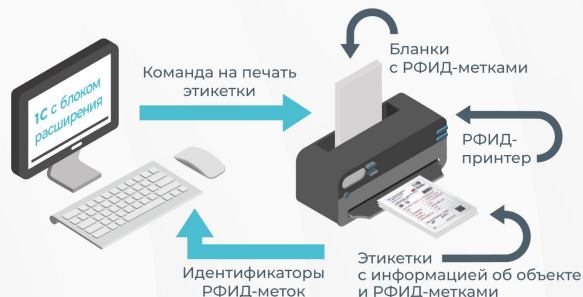 1С с блоком
расширения
Команда на печать
этикетки
Бланки
с РФИД-метками
РФИД-
принтер
Идентификаторы
РФИД-меток
Этикетки
с информацией об объекте
и РФИД-метками